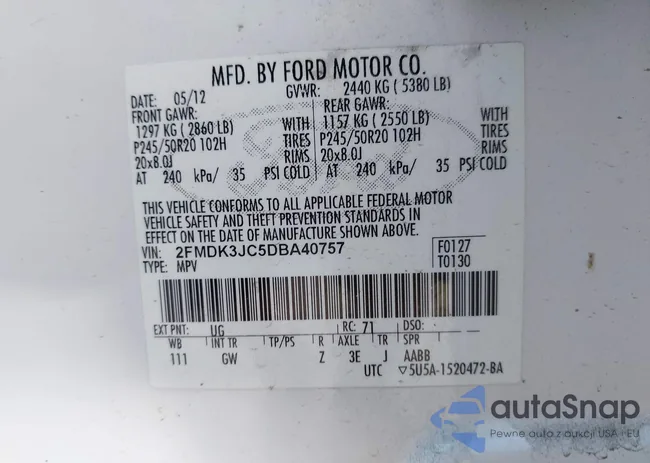 MFD. BY FORD MOTOR CO.
DATE: 05/12 GVWR: 2440 KG ( 5380 LB)
FRONT GAWR: REAR GAWR:
1297 KG ( 2860 LB) WITH 1157 KG ( 2550 LB) WITH
P245/50R20 102H TIRES P245/50R20 102H TIRES
20x8.0J RIMS 20x8.0J RIMS
AT 240 kPa/ 35 PSI COLD AT 240 kPa/ 35 PSI COLD
THIS VEHICLE CONFORMS TO ALL APPLICABLE FEDERAL MOTOR
VEHICLE SAFETY AND THEFT PREVENTION STANDARDS IN
EFFECT ON THE DATE OF MANUFACTURE SHOWN ABOVE.
VIN: 2FMDK3JC5DBA40757 F0127
TYPE: MPV T0130
EXT PNT: UG RC: 71 DSO:
WB INT TR TP/PS R AXLE TR SPR
111 GW Z 3E J AABB
UTC ▽5U5A-1520472-BA
autaSnap
Pewne auta z aukcji USA i EU